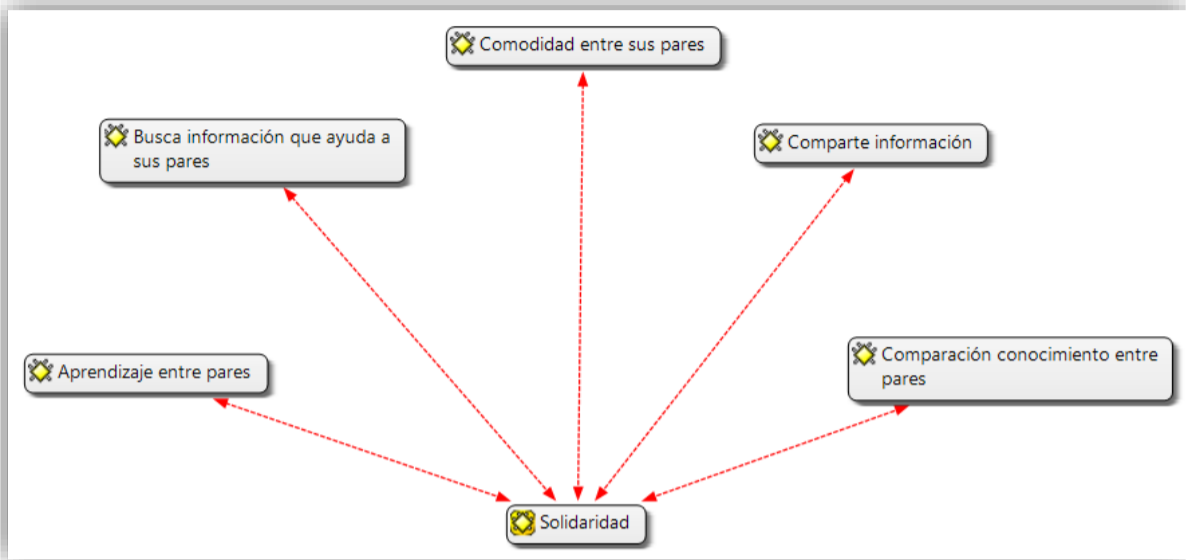 Comodidad entre sus pares
Busca información que ayuda a
sus pares
Comparte información
Aprendizaje entre pares
Comparación conocimiento entre
pares
Solidaridad